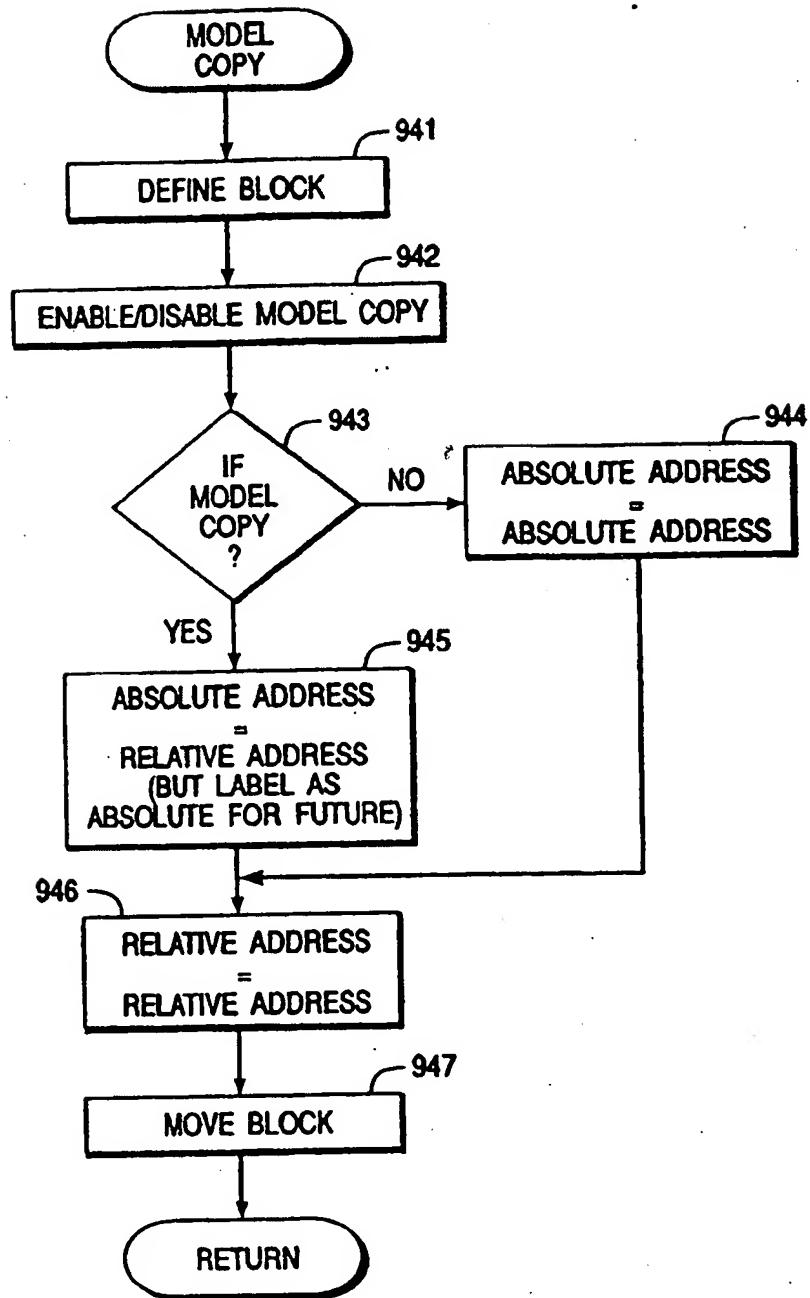 MODEL
COPY
941
DEFINE BLOCK
942
ENABLE/DISABLE MODEL COPY
943
IF
MODEL
COPY
?
NO
944
ABSOLUTE ADDRESS
=
ABSOLUTE ADDRESS
YES
945
ABSOLUTE ADDRESS
=
RELATIVE ADDRESS
(BUT LABEL AS
ABSOLUTE FOR FUTURE)
946
RELATIVE ADDRESS
=
RELATIVE ADDRESS
947
MOVE BLOCK
RETURN